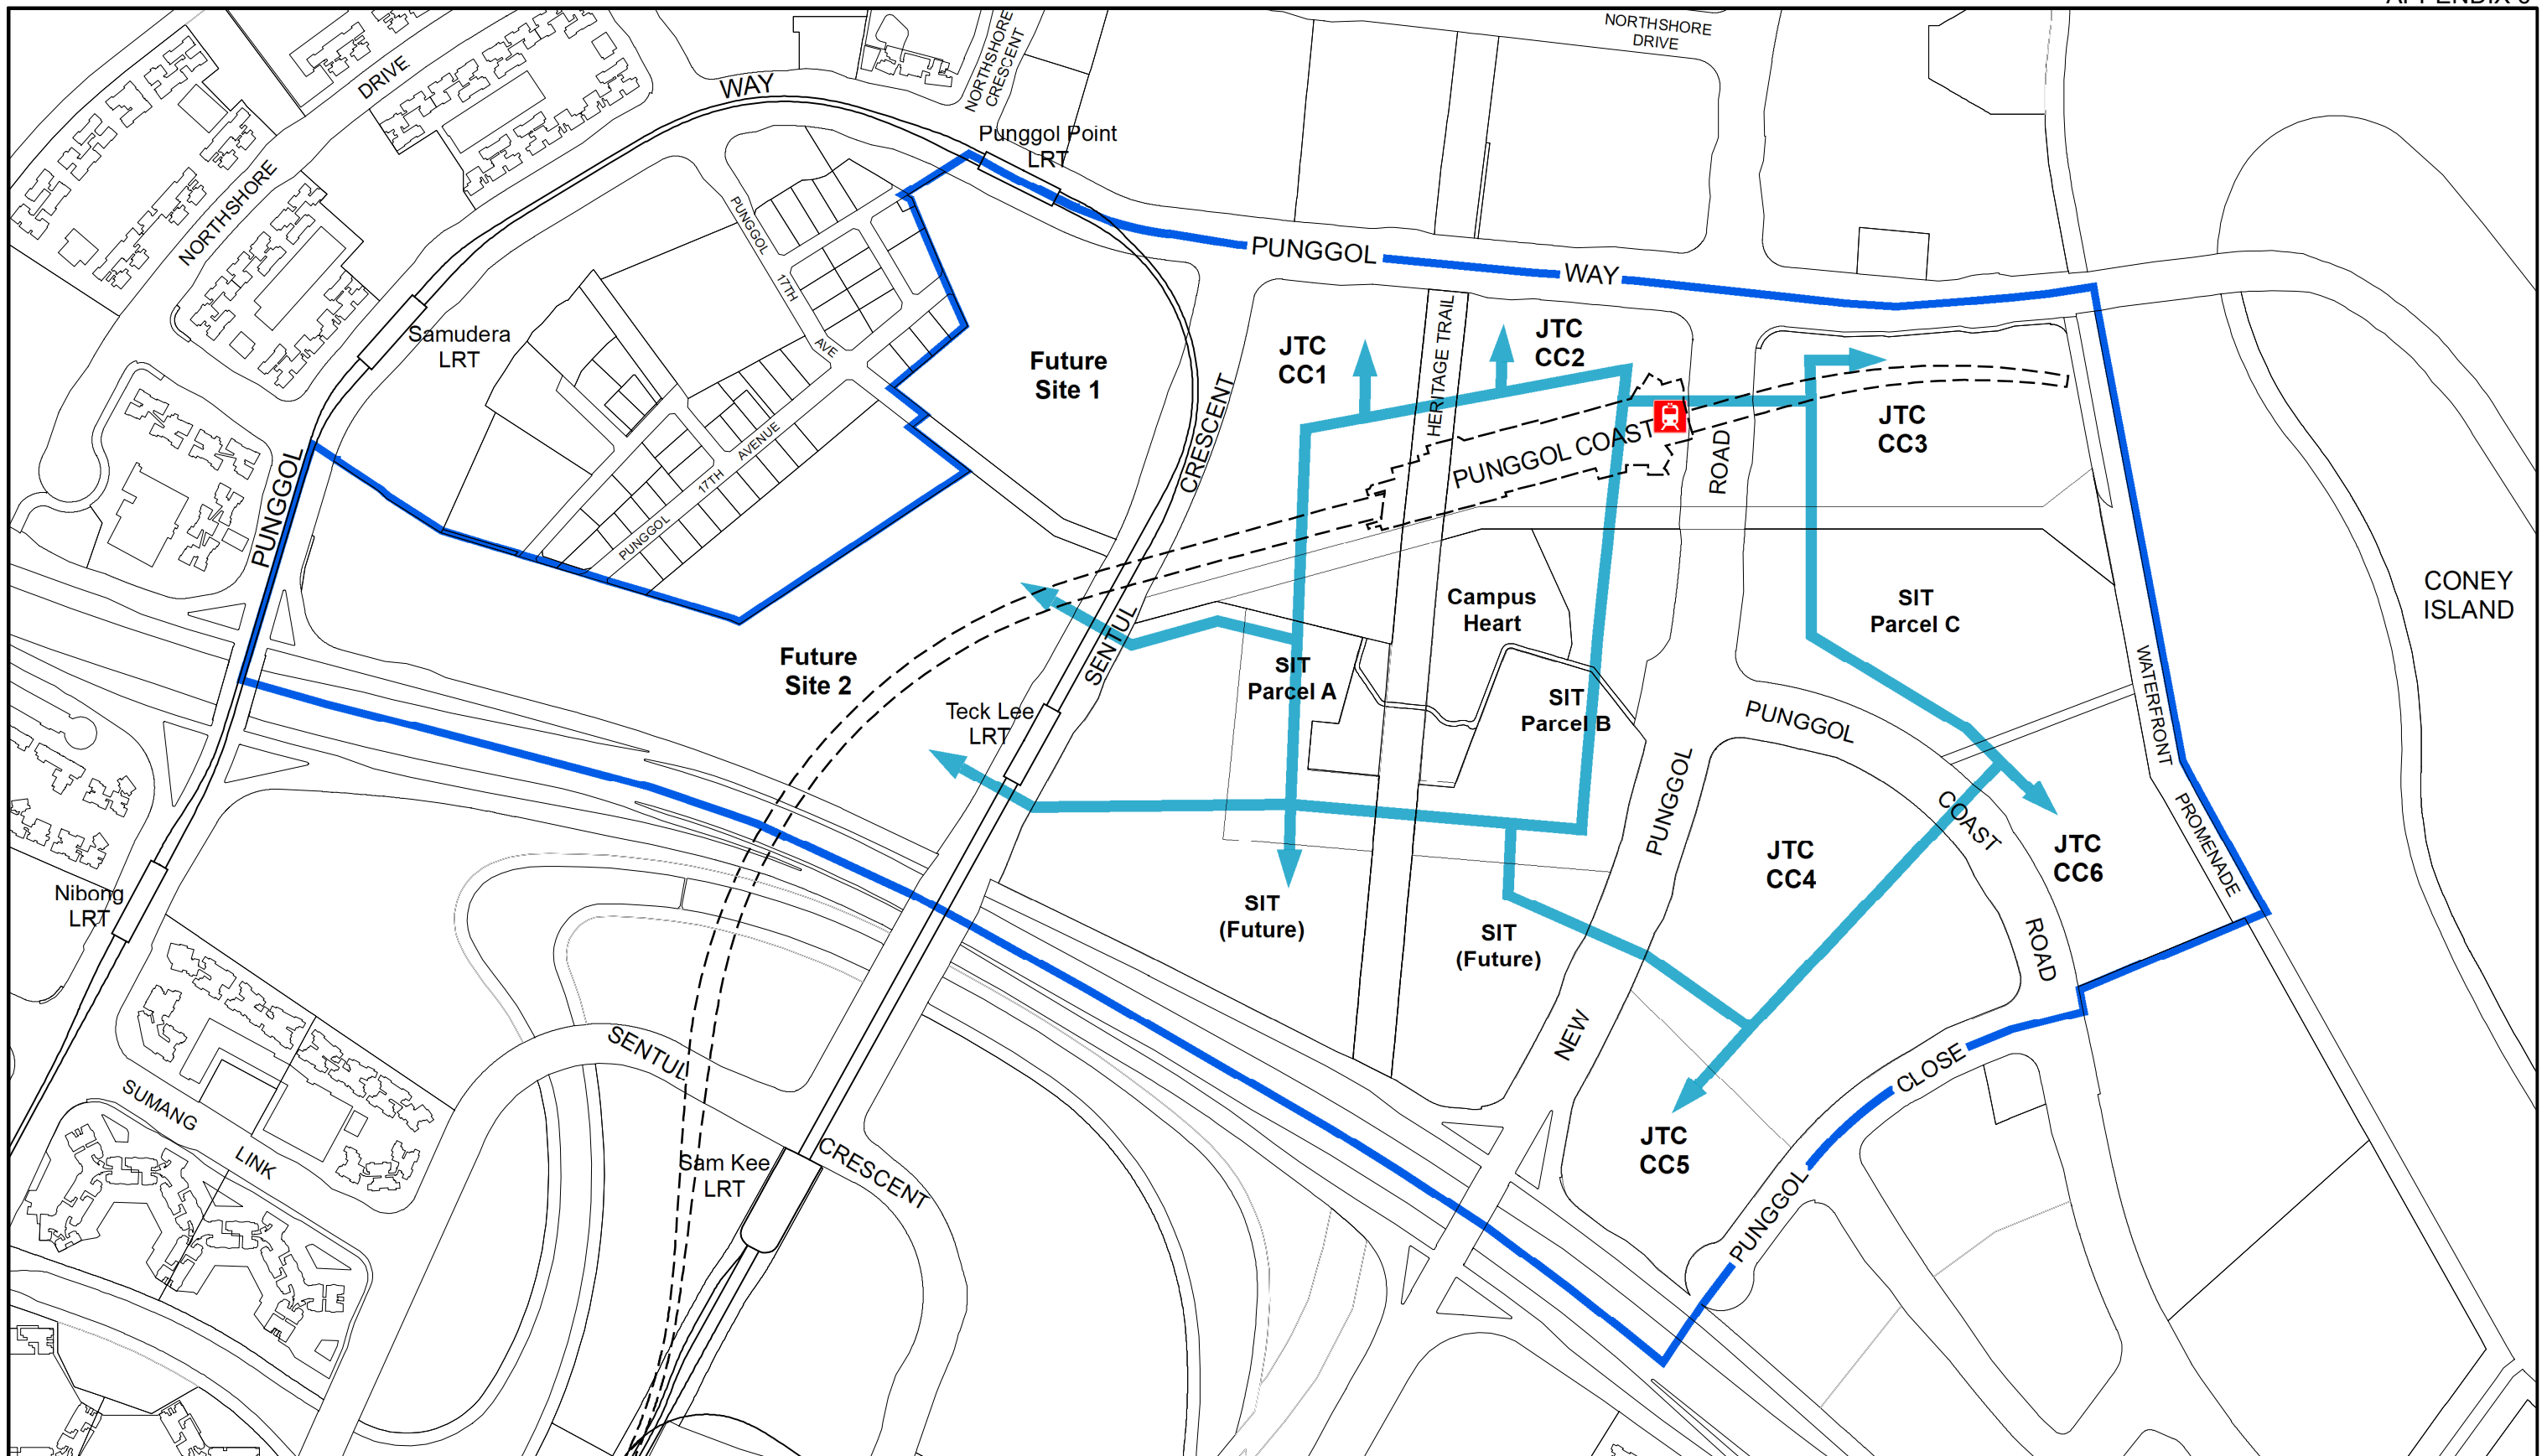 NORTHSHORE
DRIVE
NORTHSHORE
CRESCENT
DRIVE
WAY
Punggol Point
LRT
NORTHSHORE
PUNGGOL
17TH
AVE
PUNGGOL
WAY
Samudera
LRT
Future
Site 1
JTC
CC1
HERITAGE TRAIL
JTC
CC2
JTC
CC3
CRESCENT
PUNGGOL COAST
ROAD
PUNGGOL
PUNGGOL
17TH
AVENUE
Campus
Heart
SIT
Parcel C
CONEY
ISLAND
SENTUL
Future
Site 2
SIT
Parcel A
SIT
Parcel B
Teck Lee
LRT
PUNGGOL
COAST
ROAD
WATERFRONT
PROMENADE
NEW
PUNGGOL
JTC
CC4
JTC
CC6
Nibong
LRT
SIT
(Future)
SIT
(Future)
SENTUL
CRESCENT
SUMANG
LINK
Sam Kee
LRT
JTC
CC5
PUNGGOL
CLOSE